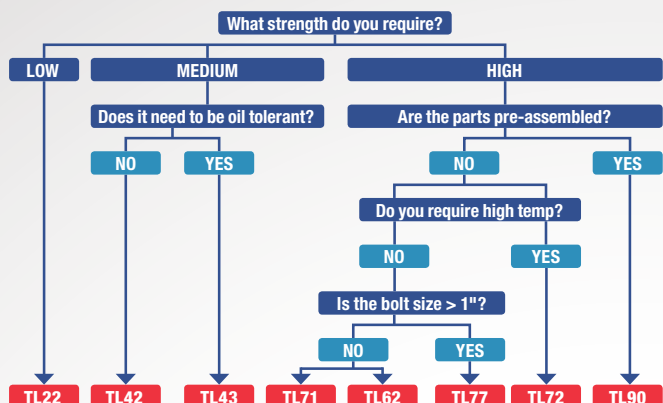 What strength do you require?
LOW
MEDIUM
HIGH
Does it need to be oil tolerant?
Are the parts pre-assembled?
NO
YES
NO
YES
Do you require high temp?
NO
YES
Is the bolt size > 1"?
NO
YES
TL22
TL42
TL43
TL71
TL62
TL77
TL72
TL90